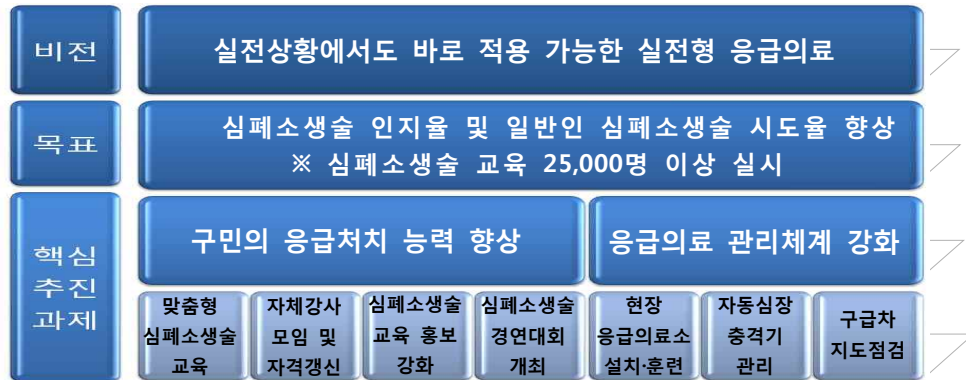 비전
실전상황에서도 바로 적용 가능한 실전형 응급의료
목표
심폐소생술 인지율 및 일반인 심폐소생술 시도율 향상
※ 심폐소생술 교육 25,000명 이상 실시
핵심
추진
과제
구민의 응급처치 능력 향상
응급의료 관리체계 강화
맞춤형
심폐소생술
교육
자체강사
모임 및
자격갱신
심폐소생술
교육 홍보
강화
심폐소생술
경연대회
개최
현장
응급의료소
설치·훈련
자동심장
충격기
관리
구급차
지도점검